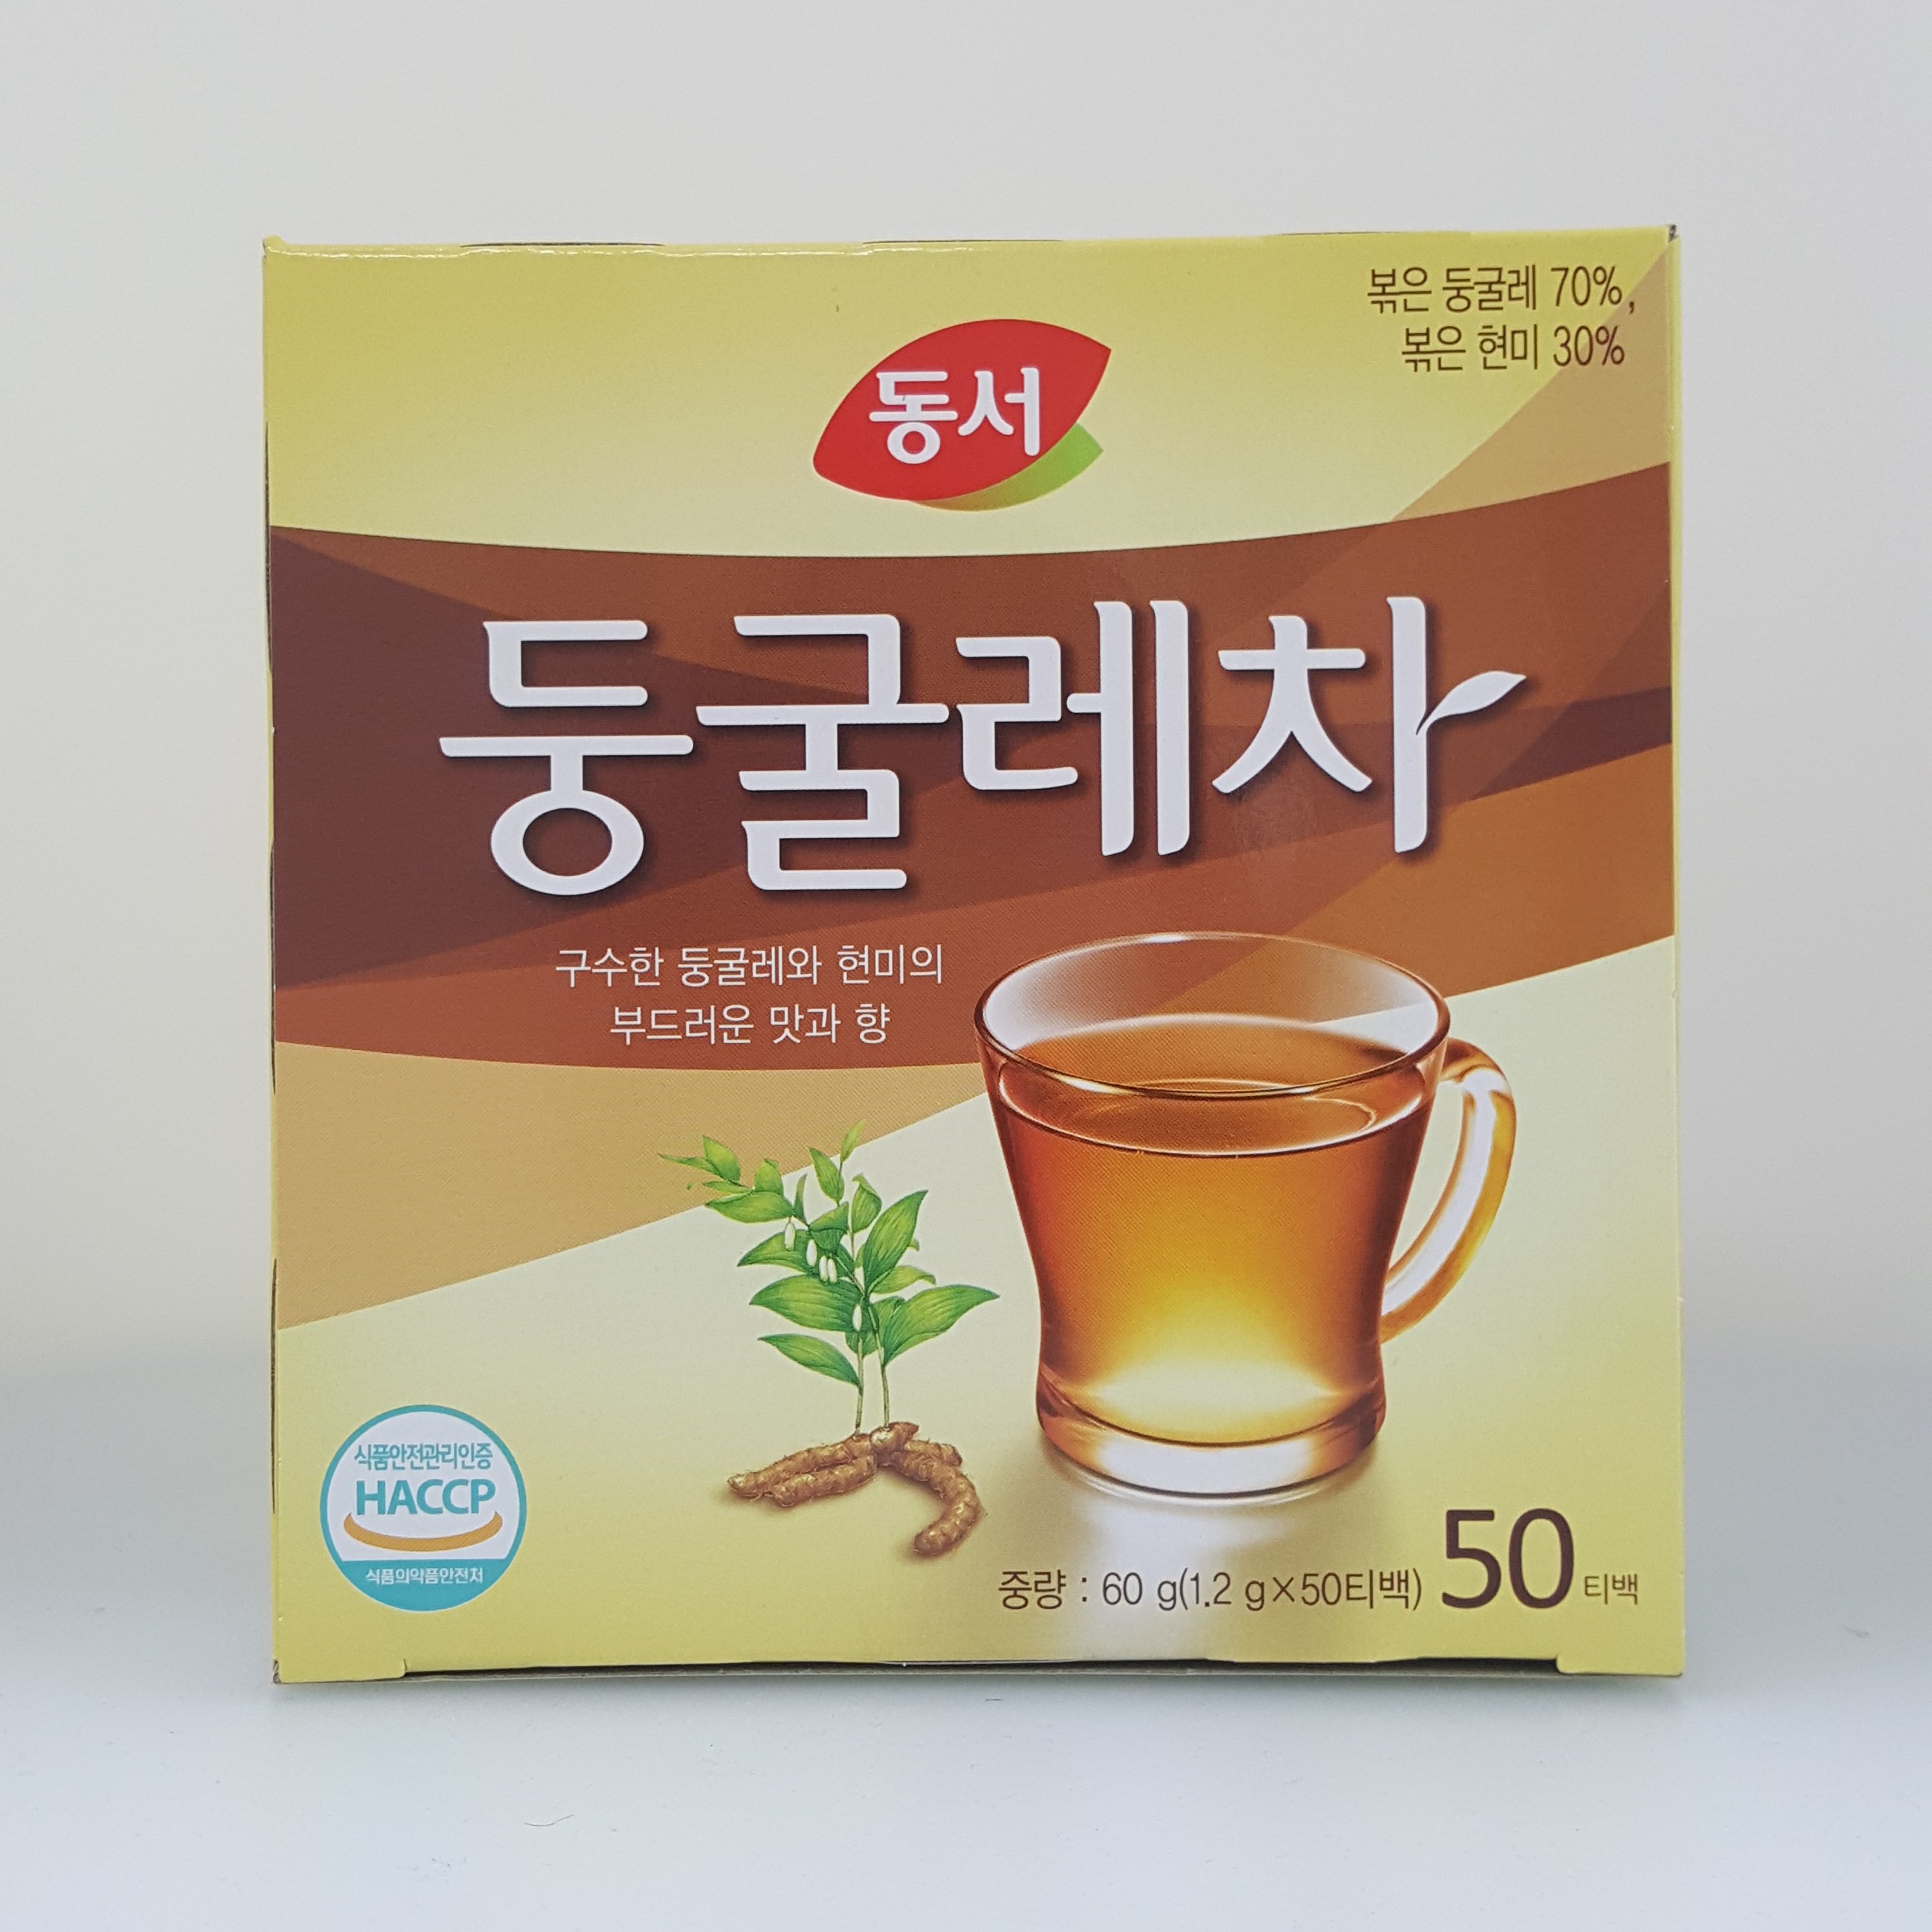 볶은 둥굴레 70%,
볶은 현미 30%
동서
둥굴레차
구수한 둥굴레와 현미의
부드러운 맛과 향
식품안전관리인증
HACCP
식품의약품안전처
중량 : 60 g(1.2 g×50티백) 50 티백